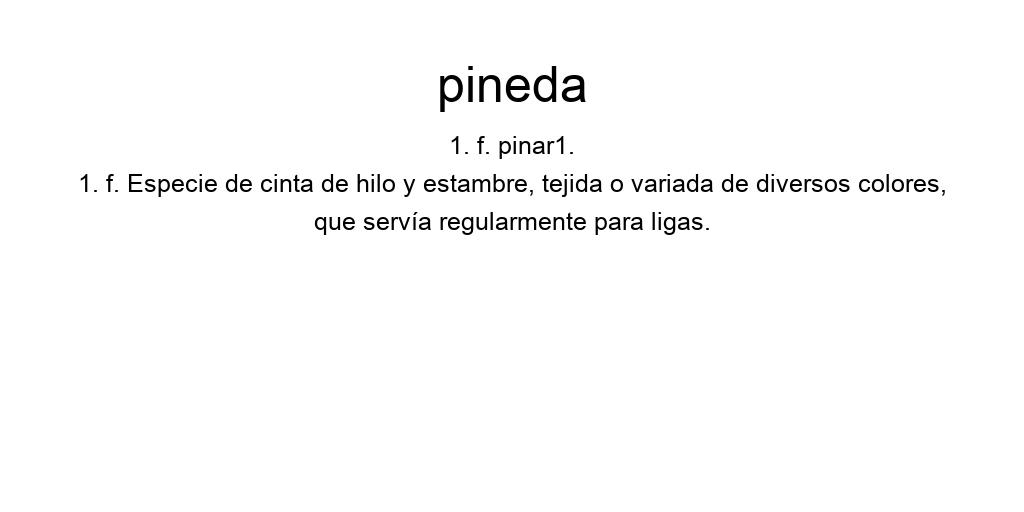 pineda
1. f. pinar1.
1. f. Especie de cinta de hilo y estambre, tejida o variada de diversos colores,
que servía regularmente para ligas.